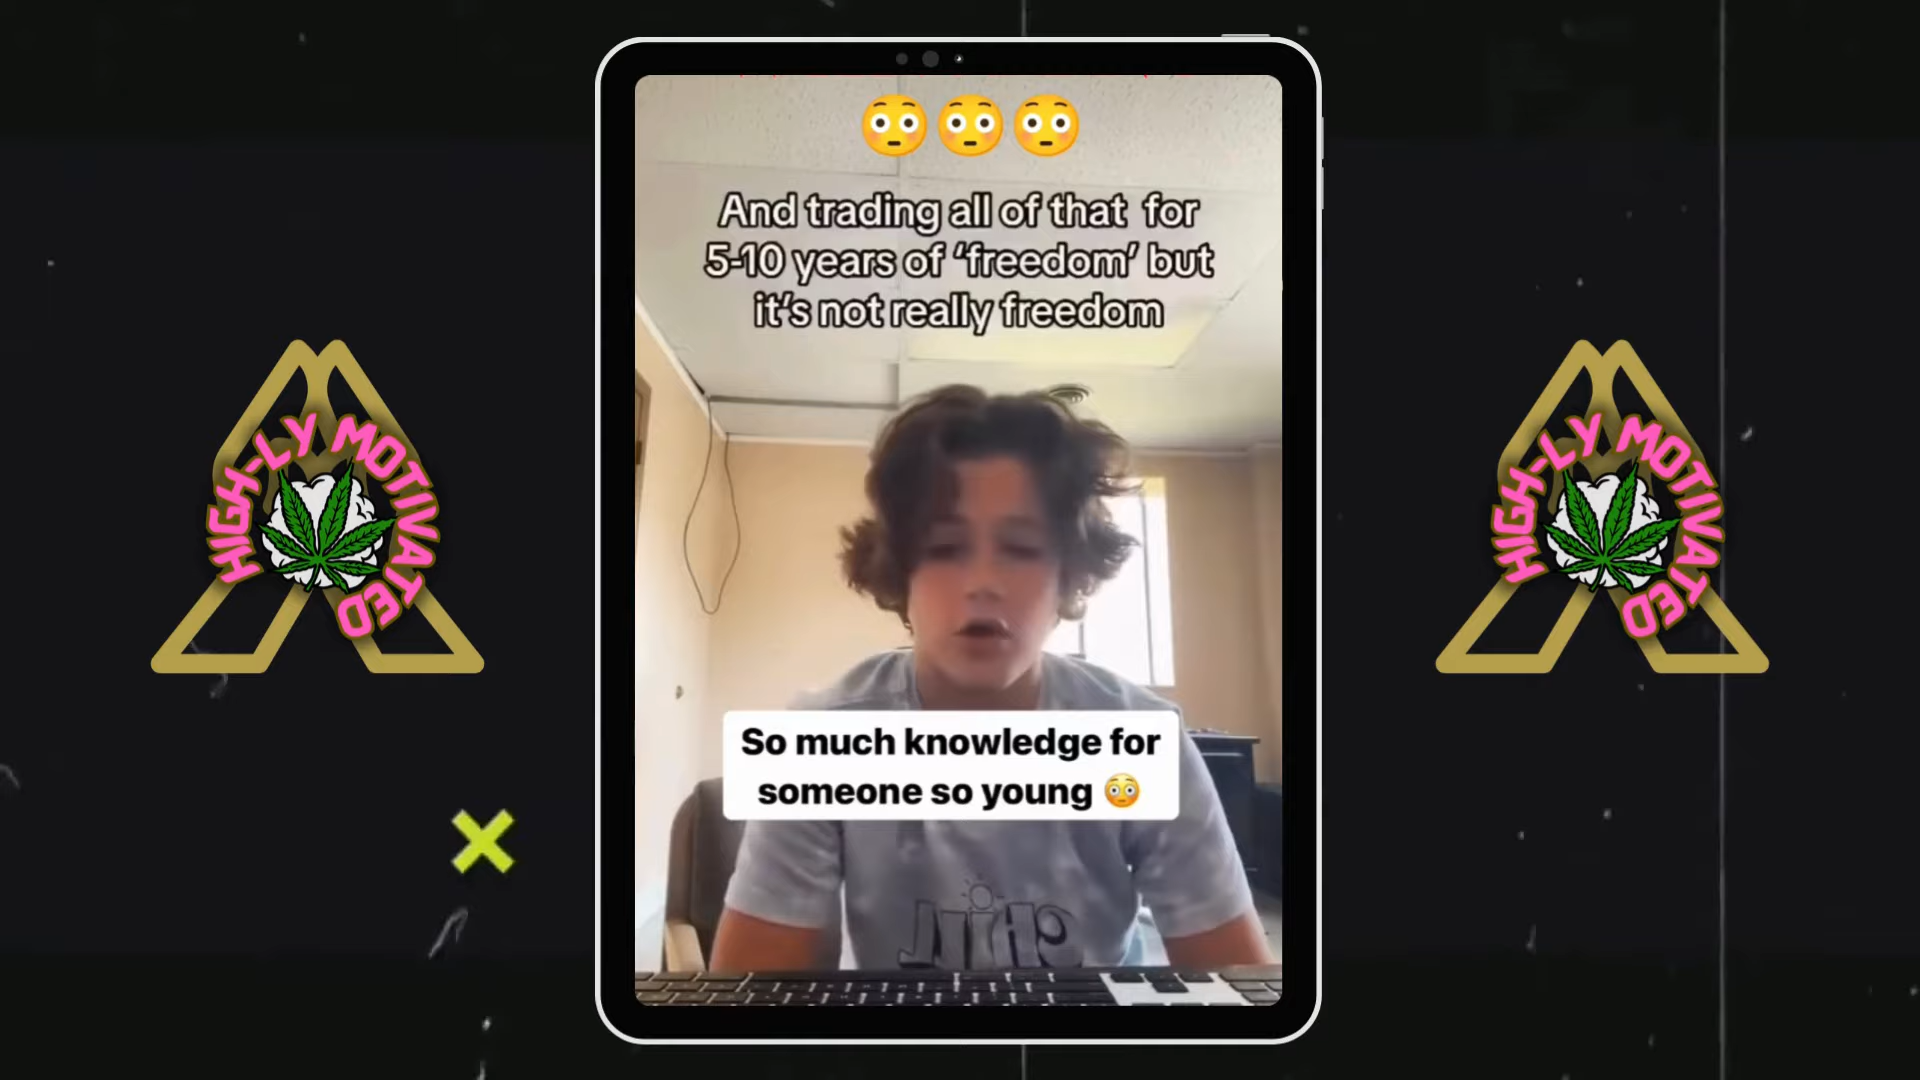 😳😳😳
And trading all of that for
5-10 years of ‘freedom’ but
it’s not really freedom
HIGH-LY MOTIVATED
HIGH-LY MOTIVATED
So much knowledge for
someone so young 😳
CHILL